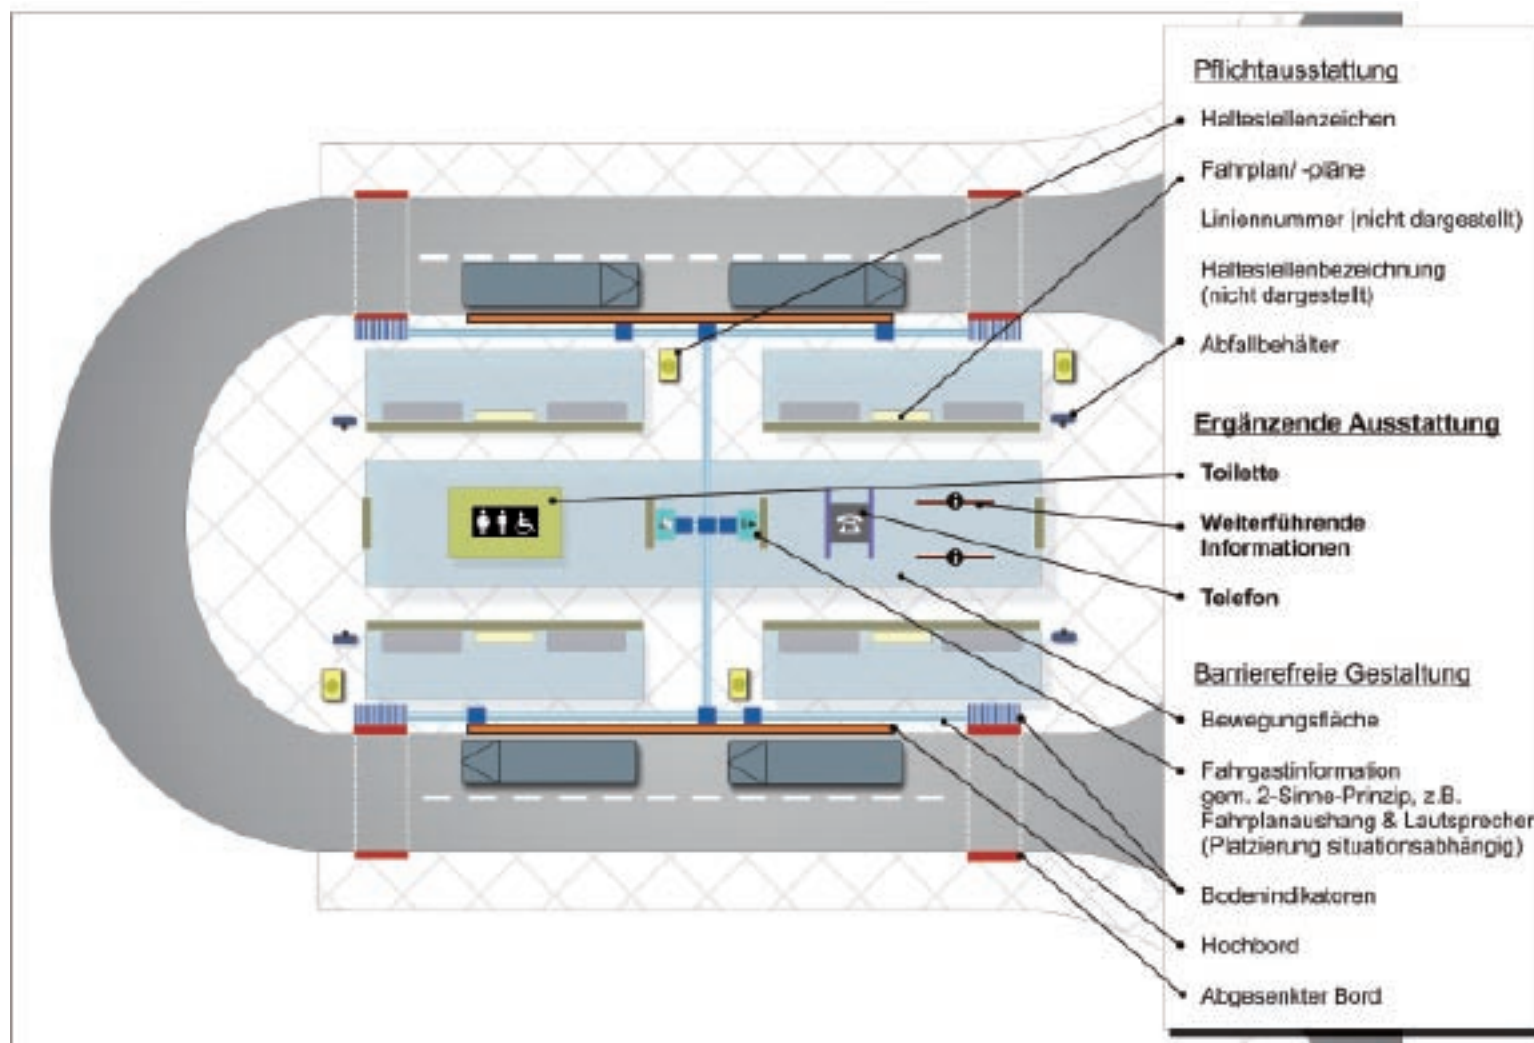 Pflichtausstattung
Haltestellenzeichen
Fahrplan/ -pläne
Liniennummer (nicht dargestellt)
Haltestellenbezeichnung
(nicht dargestellt)
Abfallbehälter
Ergänzende Ausstattung
Toilette
Weiterführende
Informationen
Telefon
Barrierefreie Gestaltung
Bewegungsfläche
Fahrgastinformation
gem. 2-Sinne-Prinzip, z.B.
Fahrplanaushang & Lautsprecher
(Platzierung situationsabhängig)
Bodenindikatoren
Hochbord
Abgesenkter Bord